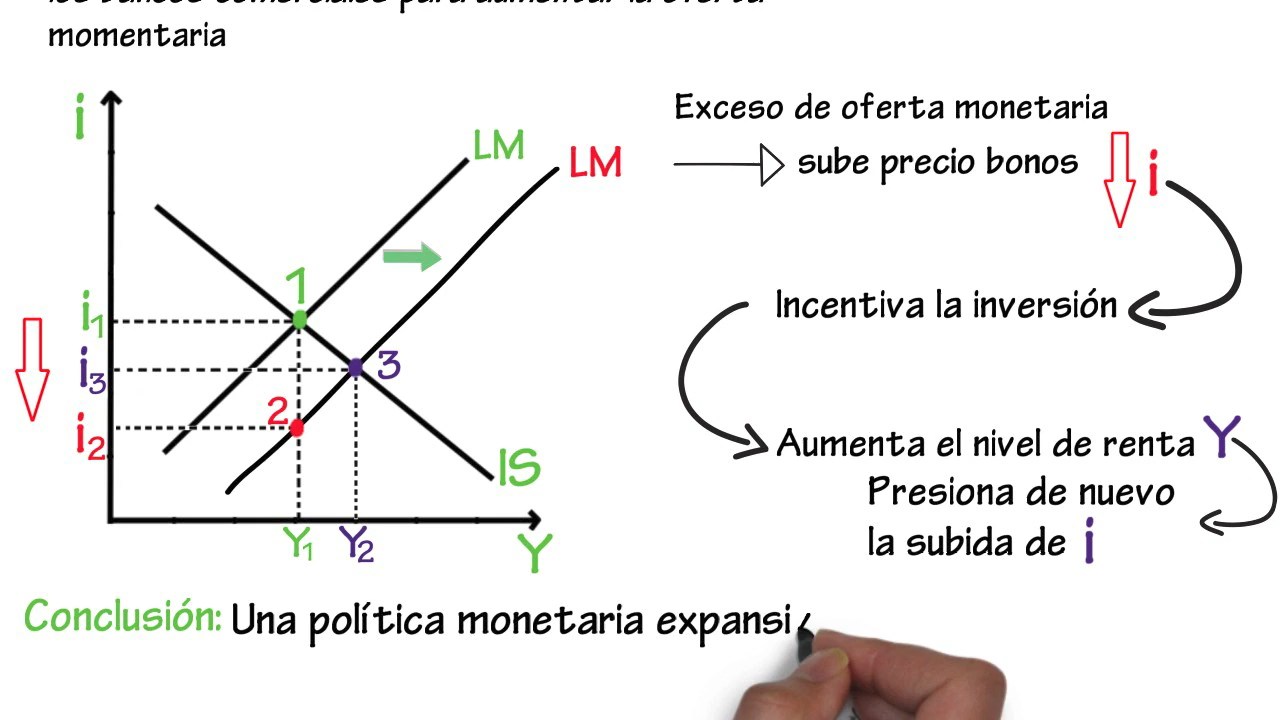 momentaria
i
LM
LM
1
i1
i3
3
2
i2
IS
Y1
Y2
Y
Exceso de oferta monetaria
sube precio bonos i
Incentiva la inversión
Aumenta el nivel de renta Y
Presiona de nuevo
la subida de i
Conclusión: Una política monetaria expansi